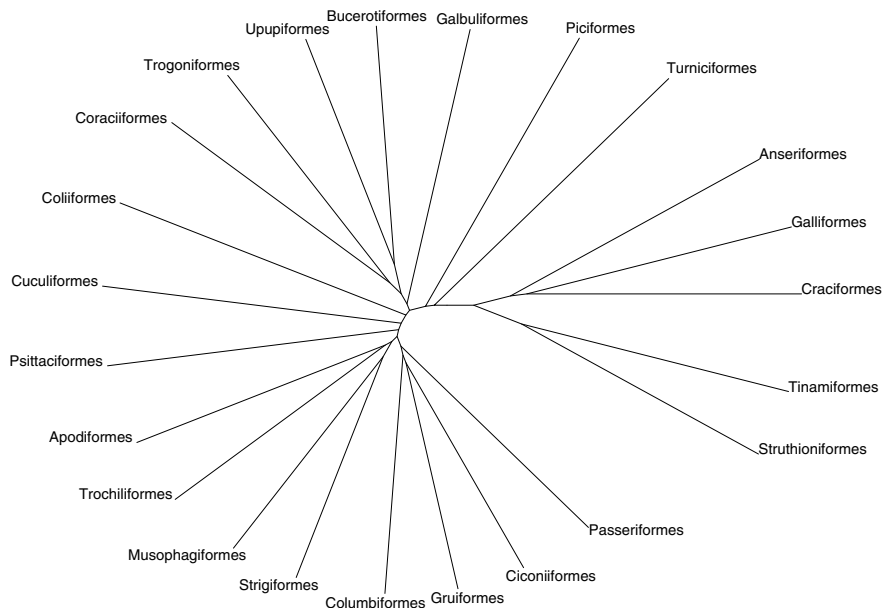 Bucerotiformes
Galbuliformes
Upupiformes
Piciformes
Trogoniformes
Turniciformes
Coraciiformes
Anseriformes
Coliiformes
Galliformes
Cuculiformes
Craciformes
Psittaciformes
Tinamiformes
Apodiformes
Struthioniformes
Trochiliformes
Passeriformes
Musophagiformes
Ciconiiformes
Strigiformes
Gruiformes
Columbiformes